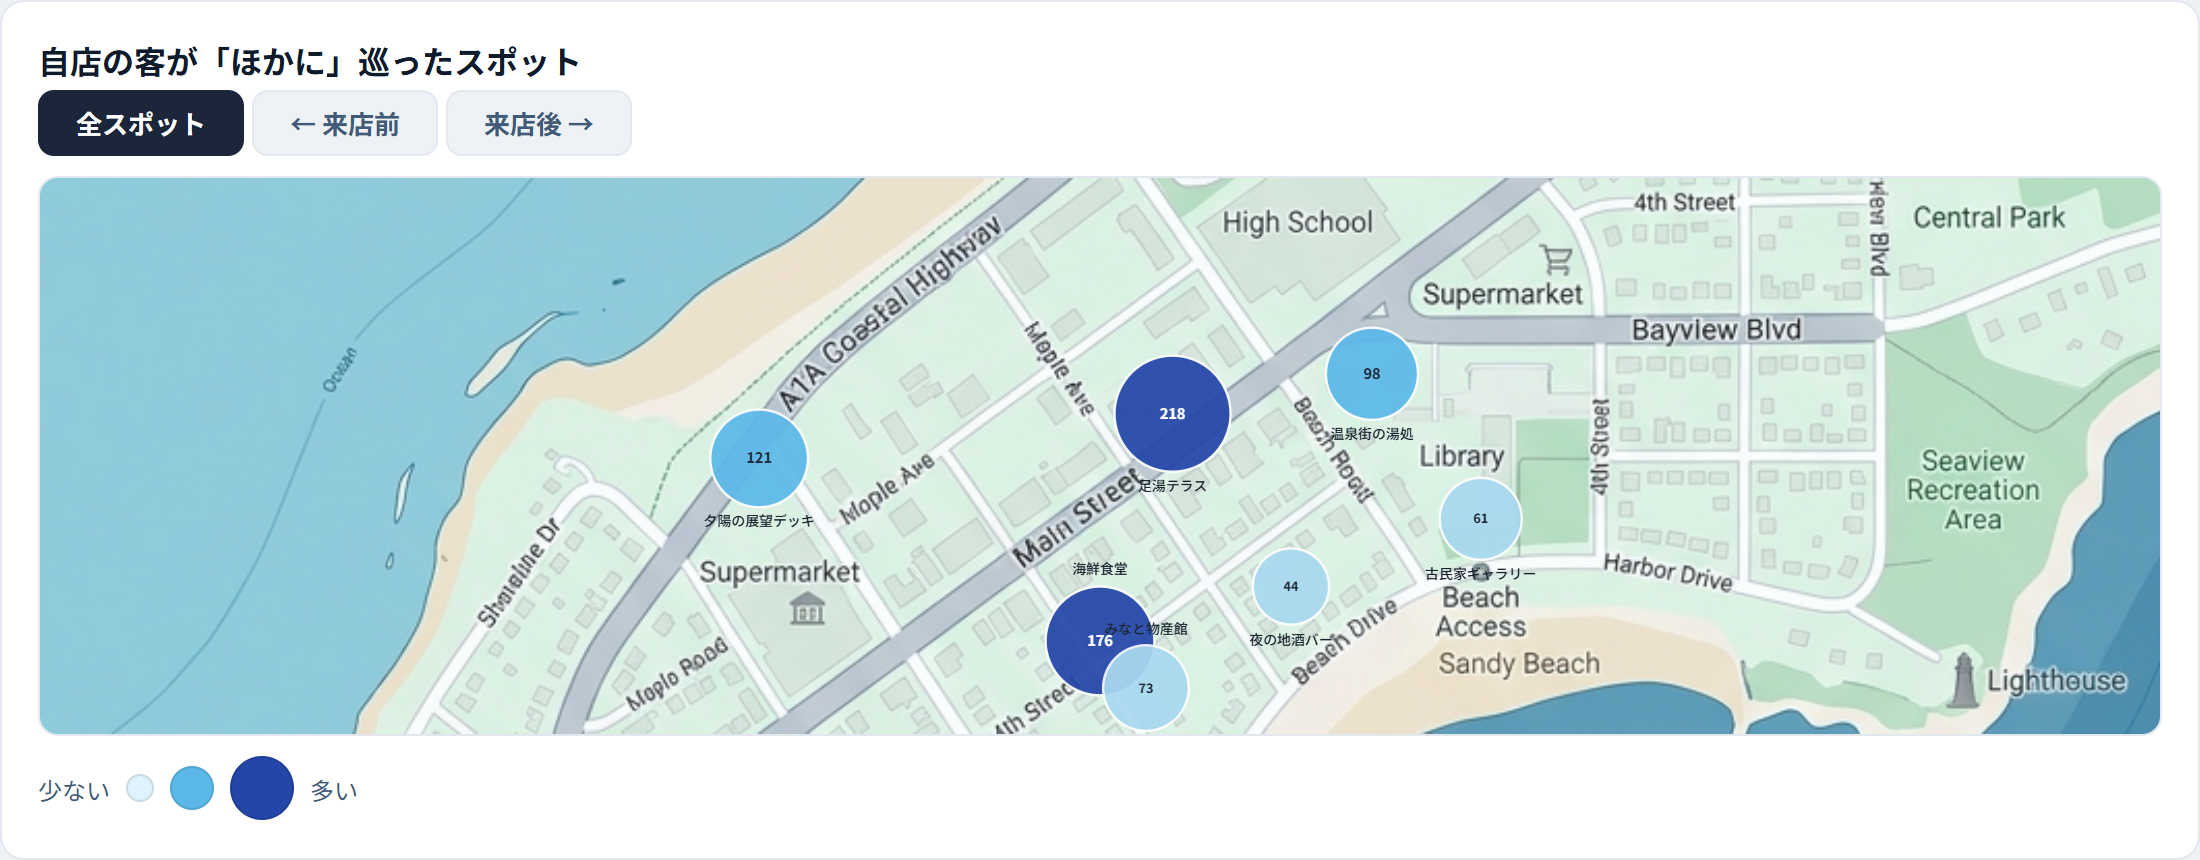 自店の客が「ほかに」巡ったスポット
全スポット
← 来店前
来店後 →
High School
4th Street
Central Park
A1A Coastal Highway
Supermarket
Bayview Blvd
Blvd
Maple Ave
218
足湯テラス
98
温泉街の湯処
121
夕陽の展望デッキ
Maple Ave
Beach Road
Library
4th Street
Seaview
Recreation
Area
Main Street
61
古民家ギャラリー
Shoreline Dr
Supermarket
海鮮食堂
176
みなと物産館
73
44
夜の地酒バー
Harbor Drive
Beach
Access
Beach Drive
Sandy Beach
Lighthouse
4th Street
少ない
多い